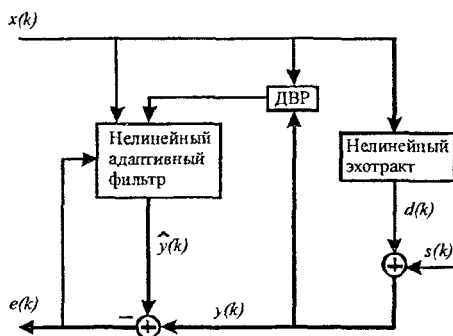 x(k)
ДВР
Нелинейный
адаптивный
фильтр
Нелинейный
эхотракт
d(k)
ŷ(k)
s(k)
e(k)
−
y(k)